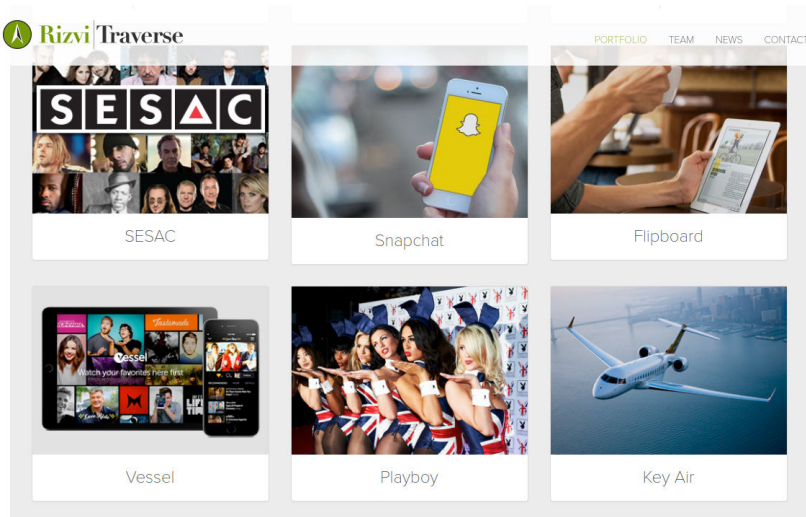 Rizvi Traverse
PORTFOLIO TEAM NEWS CONTACT
SESAC
SESAC Snapchat Flipboard
Tastemade
Vessel
Watch your favorites here first
Vessel Playboy Key Air